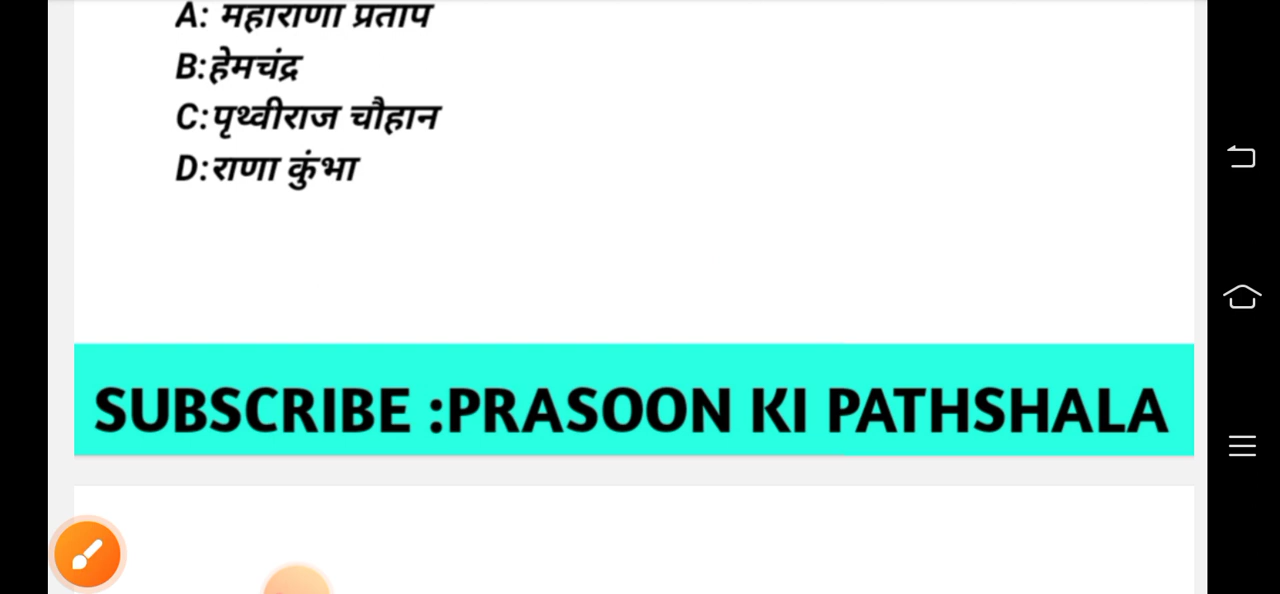 A: महाराणा प्रताप
B:हेमचंद्र
C:पृथ्वीराज चौहान
D:राणा कुंभा
SUBSCRIBE :PRASOON KI PATHSHALA